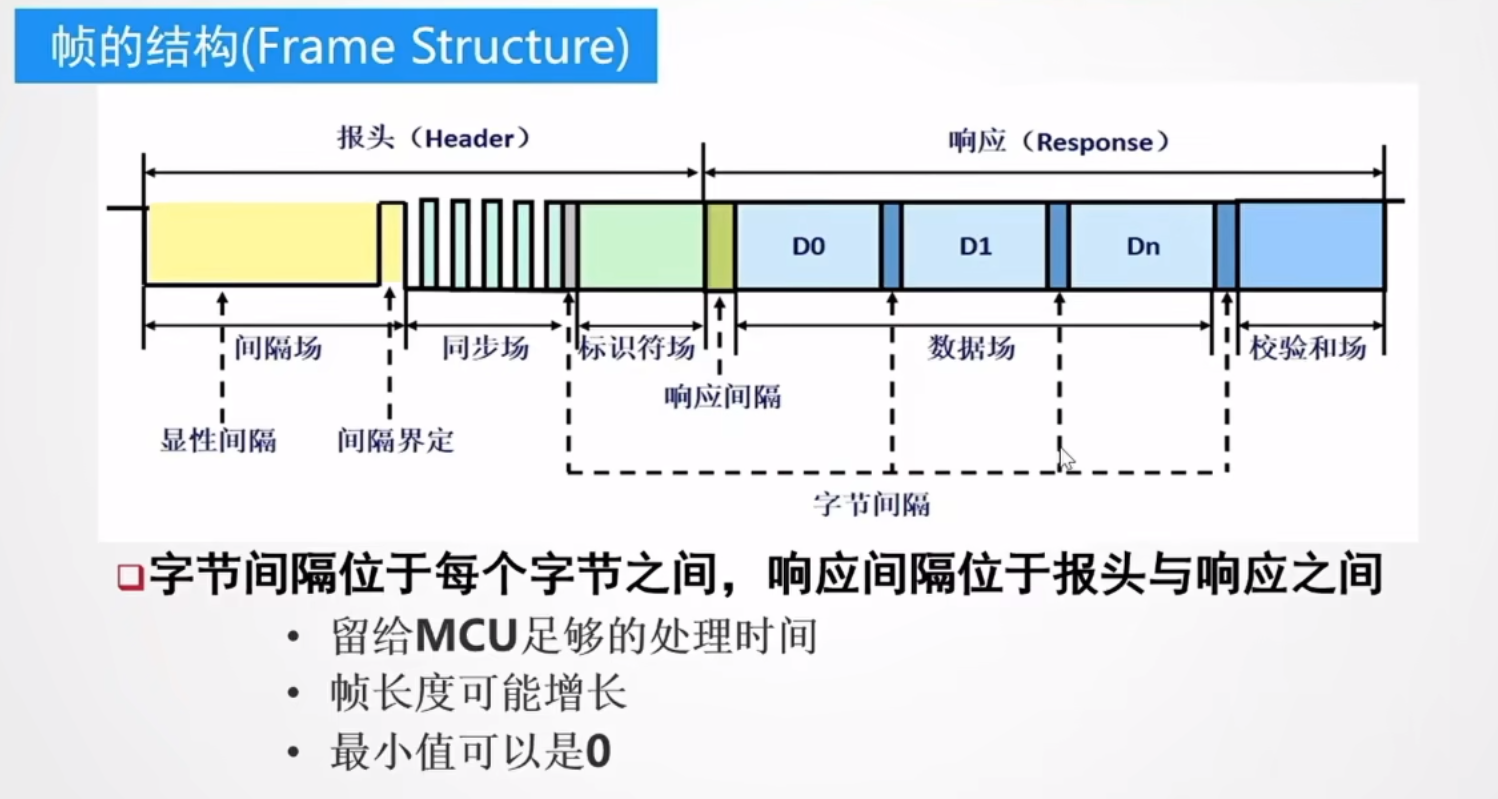 帧的结构(Frame Structure)
报头（Header）
响应（Response）
D0
D1
Dn
间隔场
同步场
标识符场
数据场
校验和场
响应间隔
显性间隔
间隔界定
字节间隔
字节间隔位于每个字节之间，响应间隔位于报头与响应之间
• 留给MCU足够的处理时间
• 帧长度可能增长
• 最小值可以是0